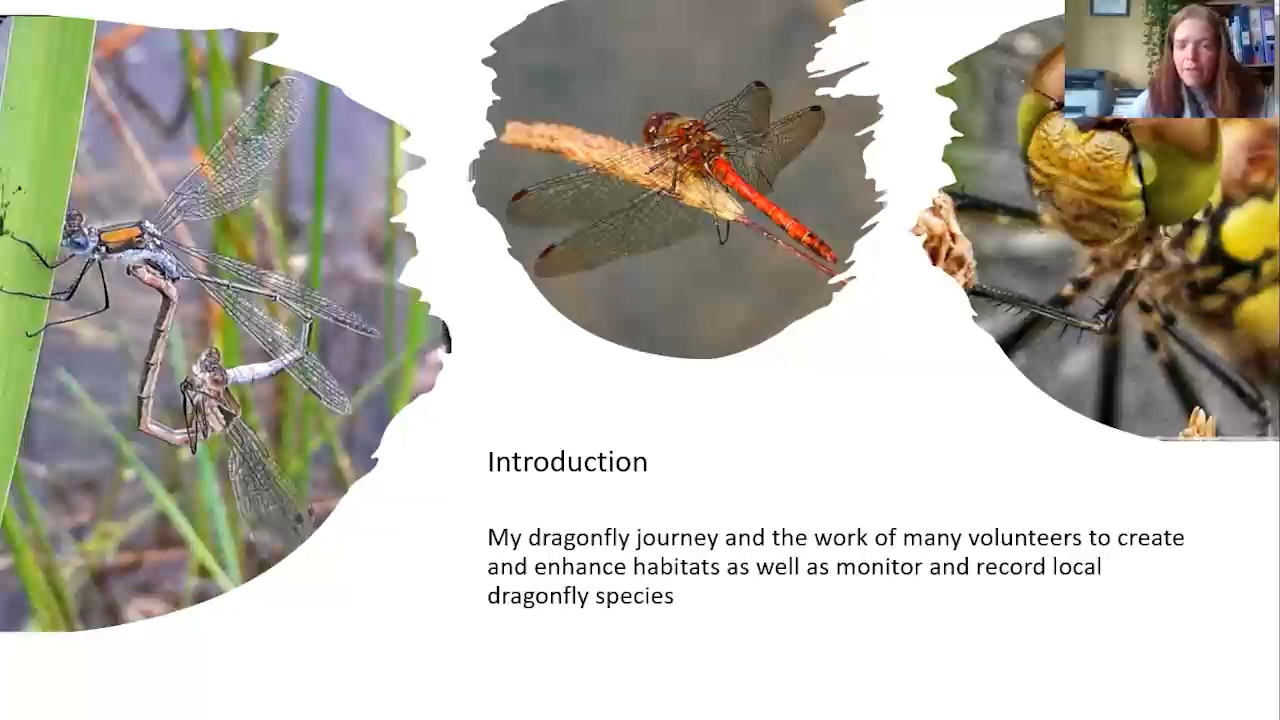 Introduction
My dragonfly journey and the work of many volunteers to create
and enhance habitats as well as monitor and record local
dragonfly species